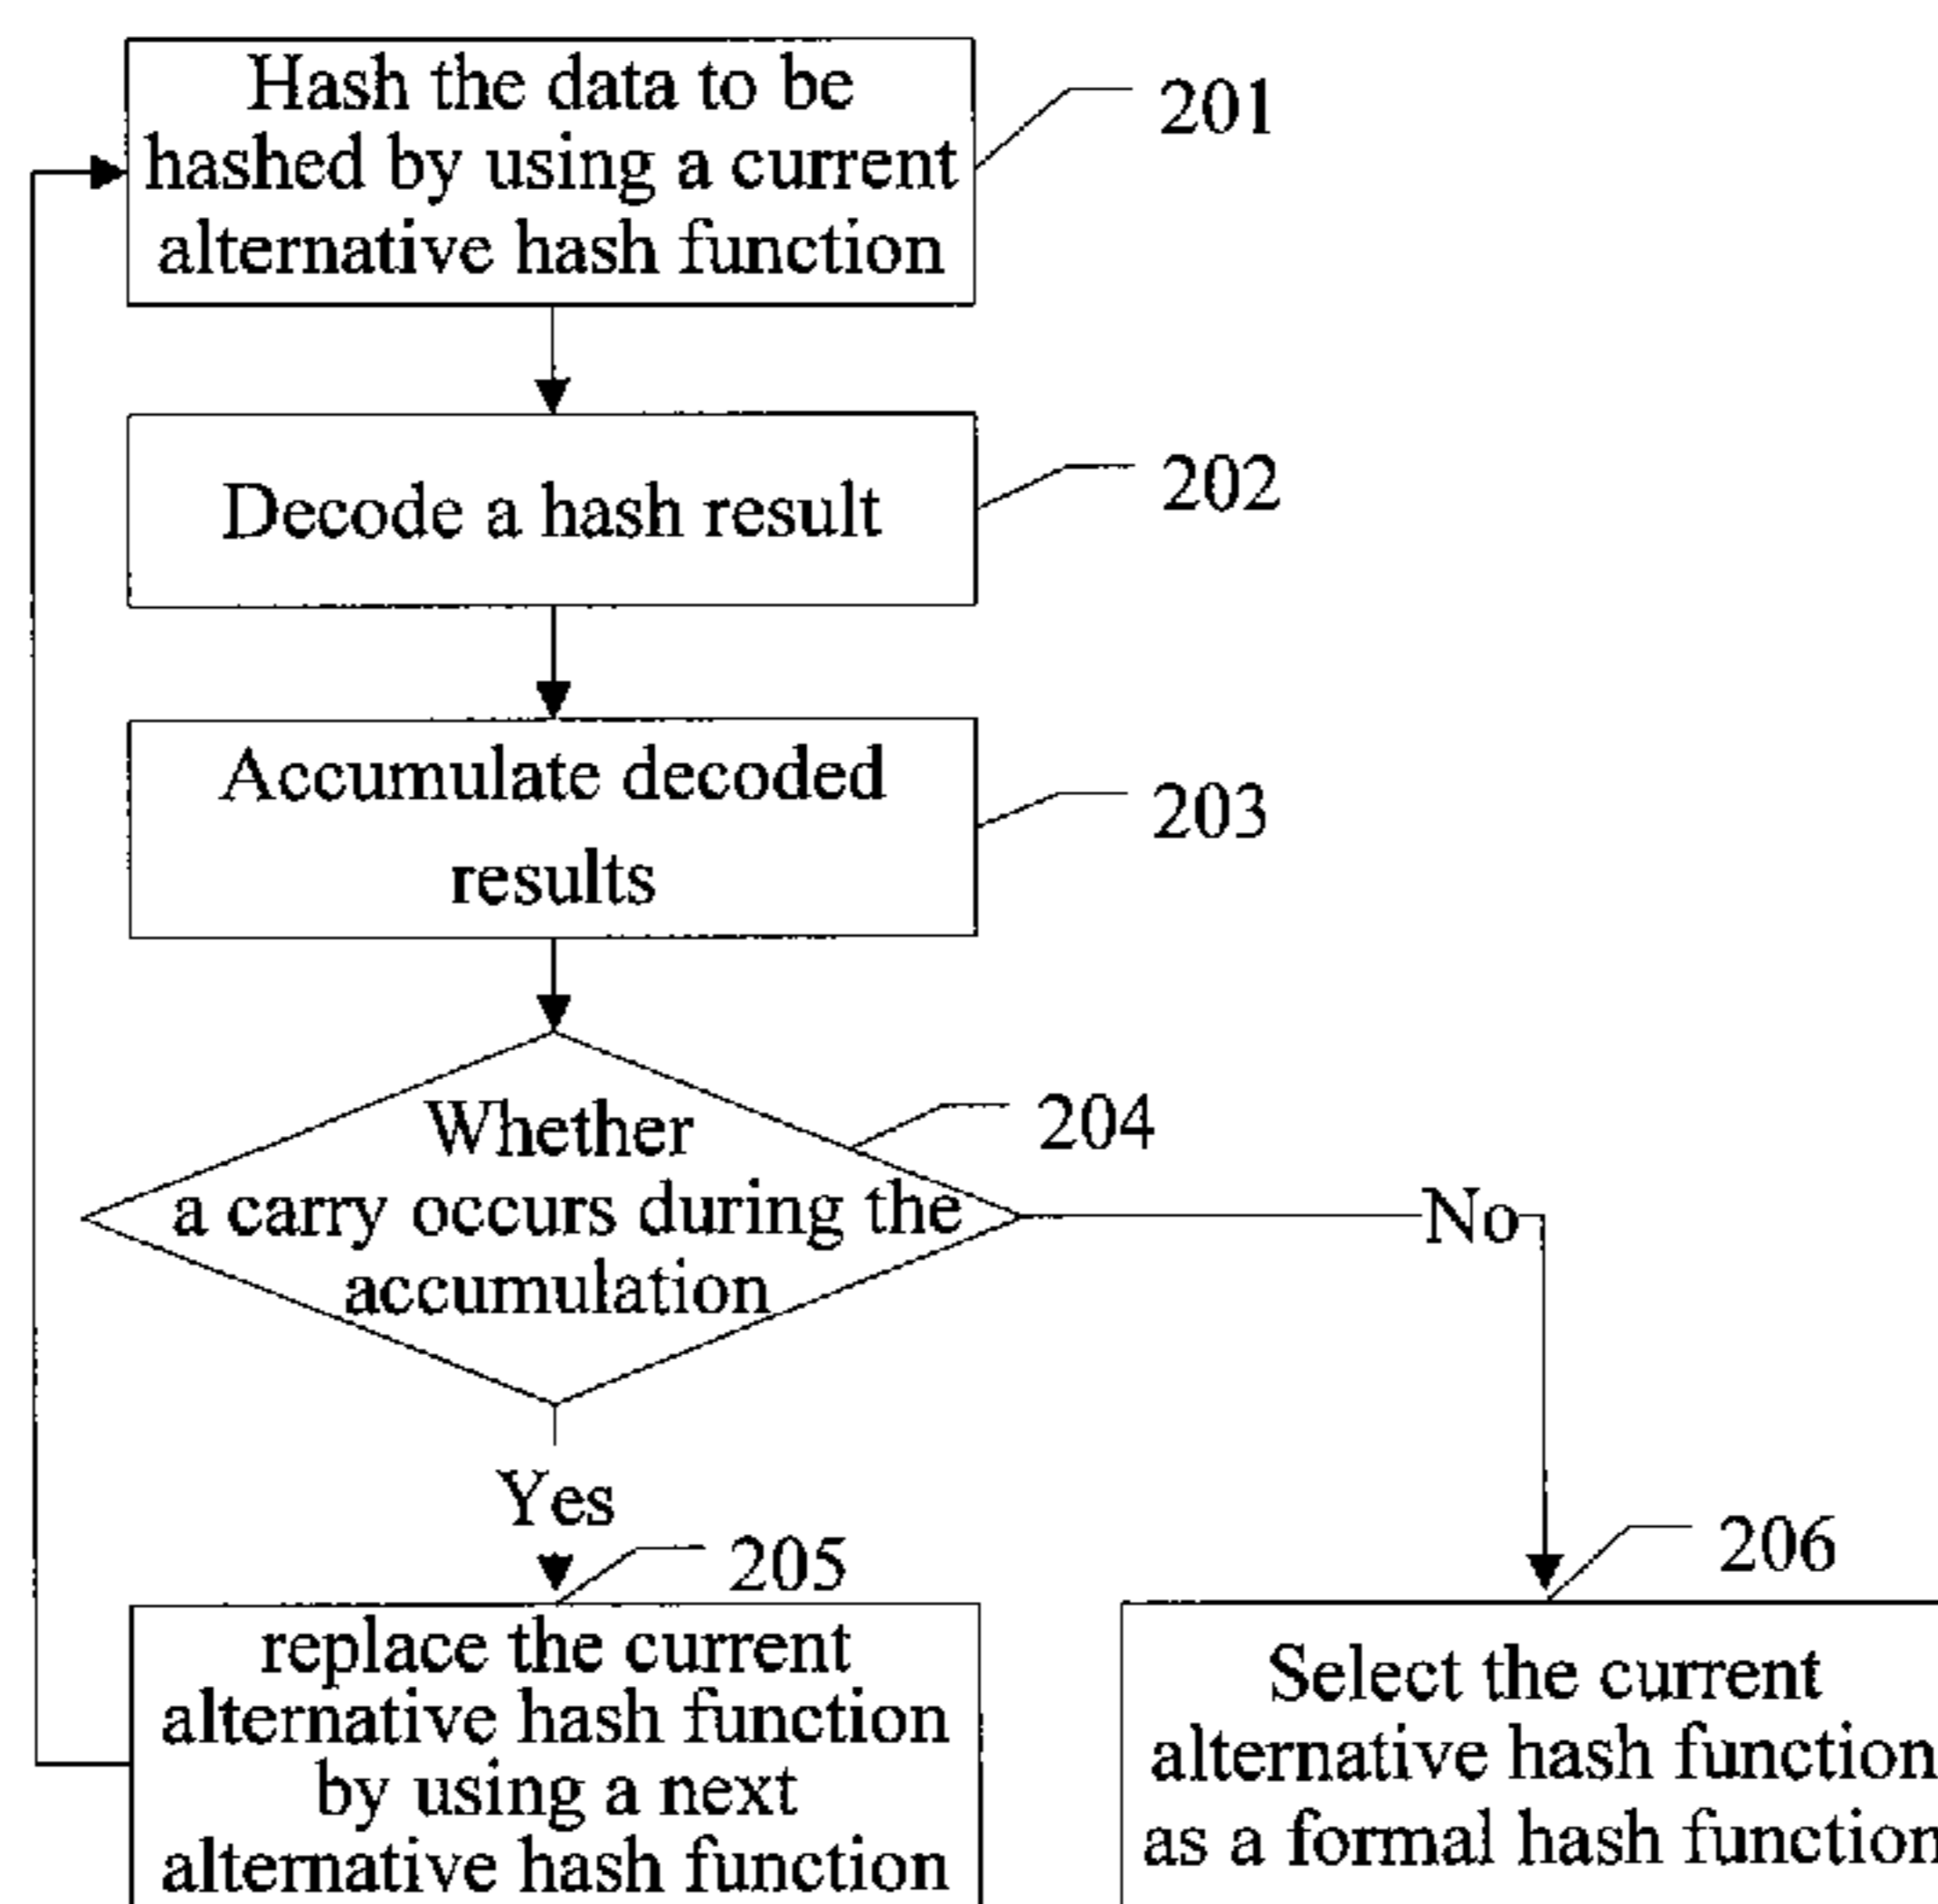 Hash the data to be
hashed by using a current
alternative hash function
201
Decode a hash result
202
Accumulate decoded
results
203
Whether
a carry occurs during the
accumulation
204
No
Yes
205
replace the current
alternative hash function
by using a next
alternative hash function
206
Select the current
alternative hash function
as a formal hash function